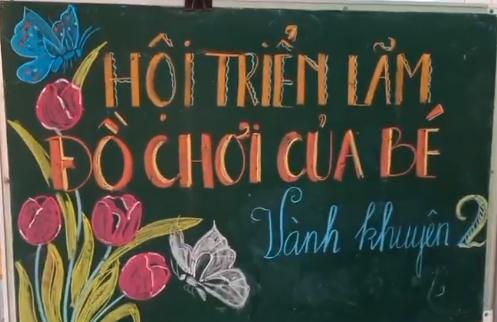 HỘI TRIỂN LÃM
ĐỒ CHƠI CỦA BÉ
Vành khuyên 2